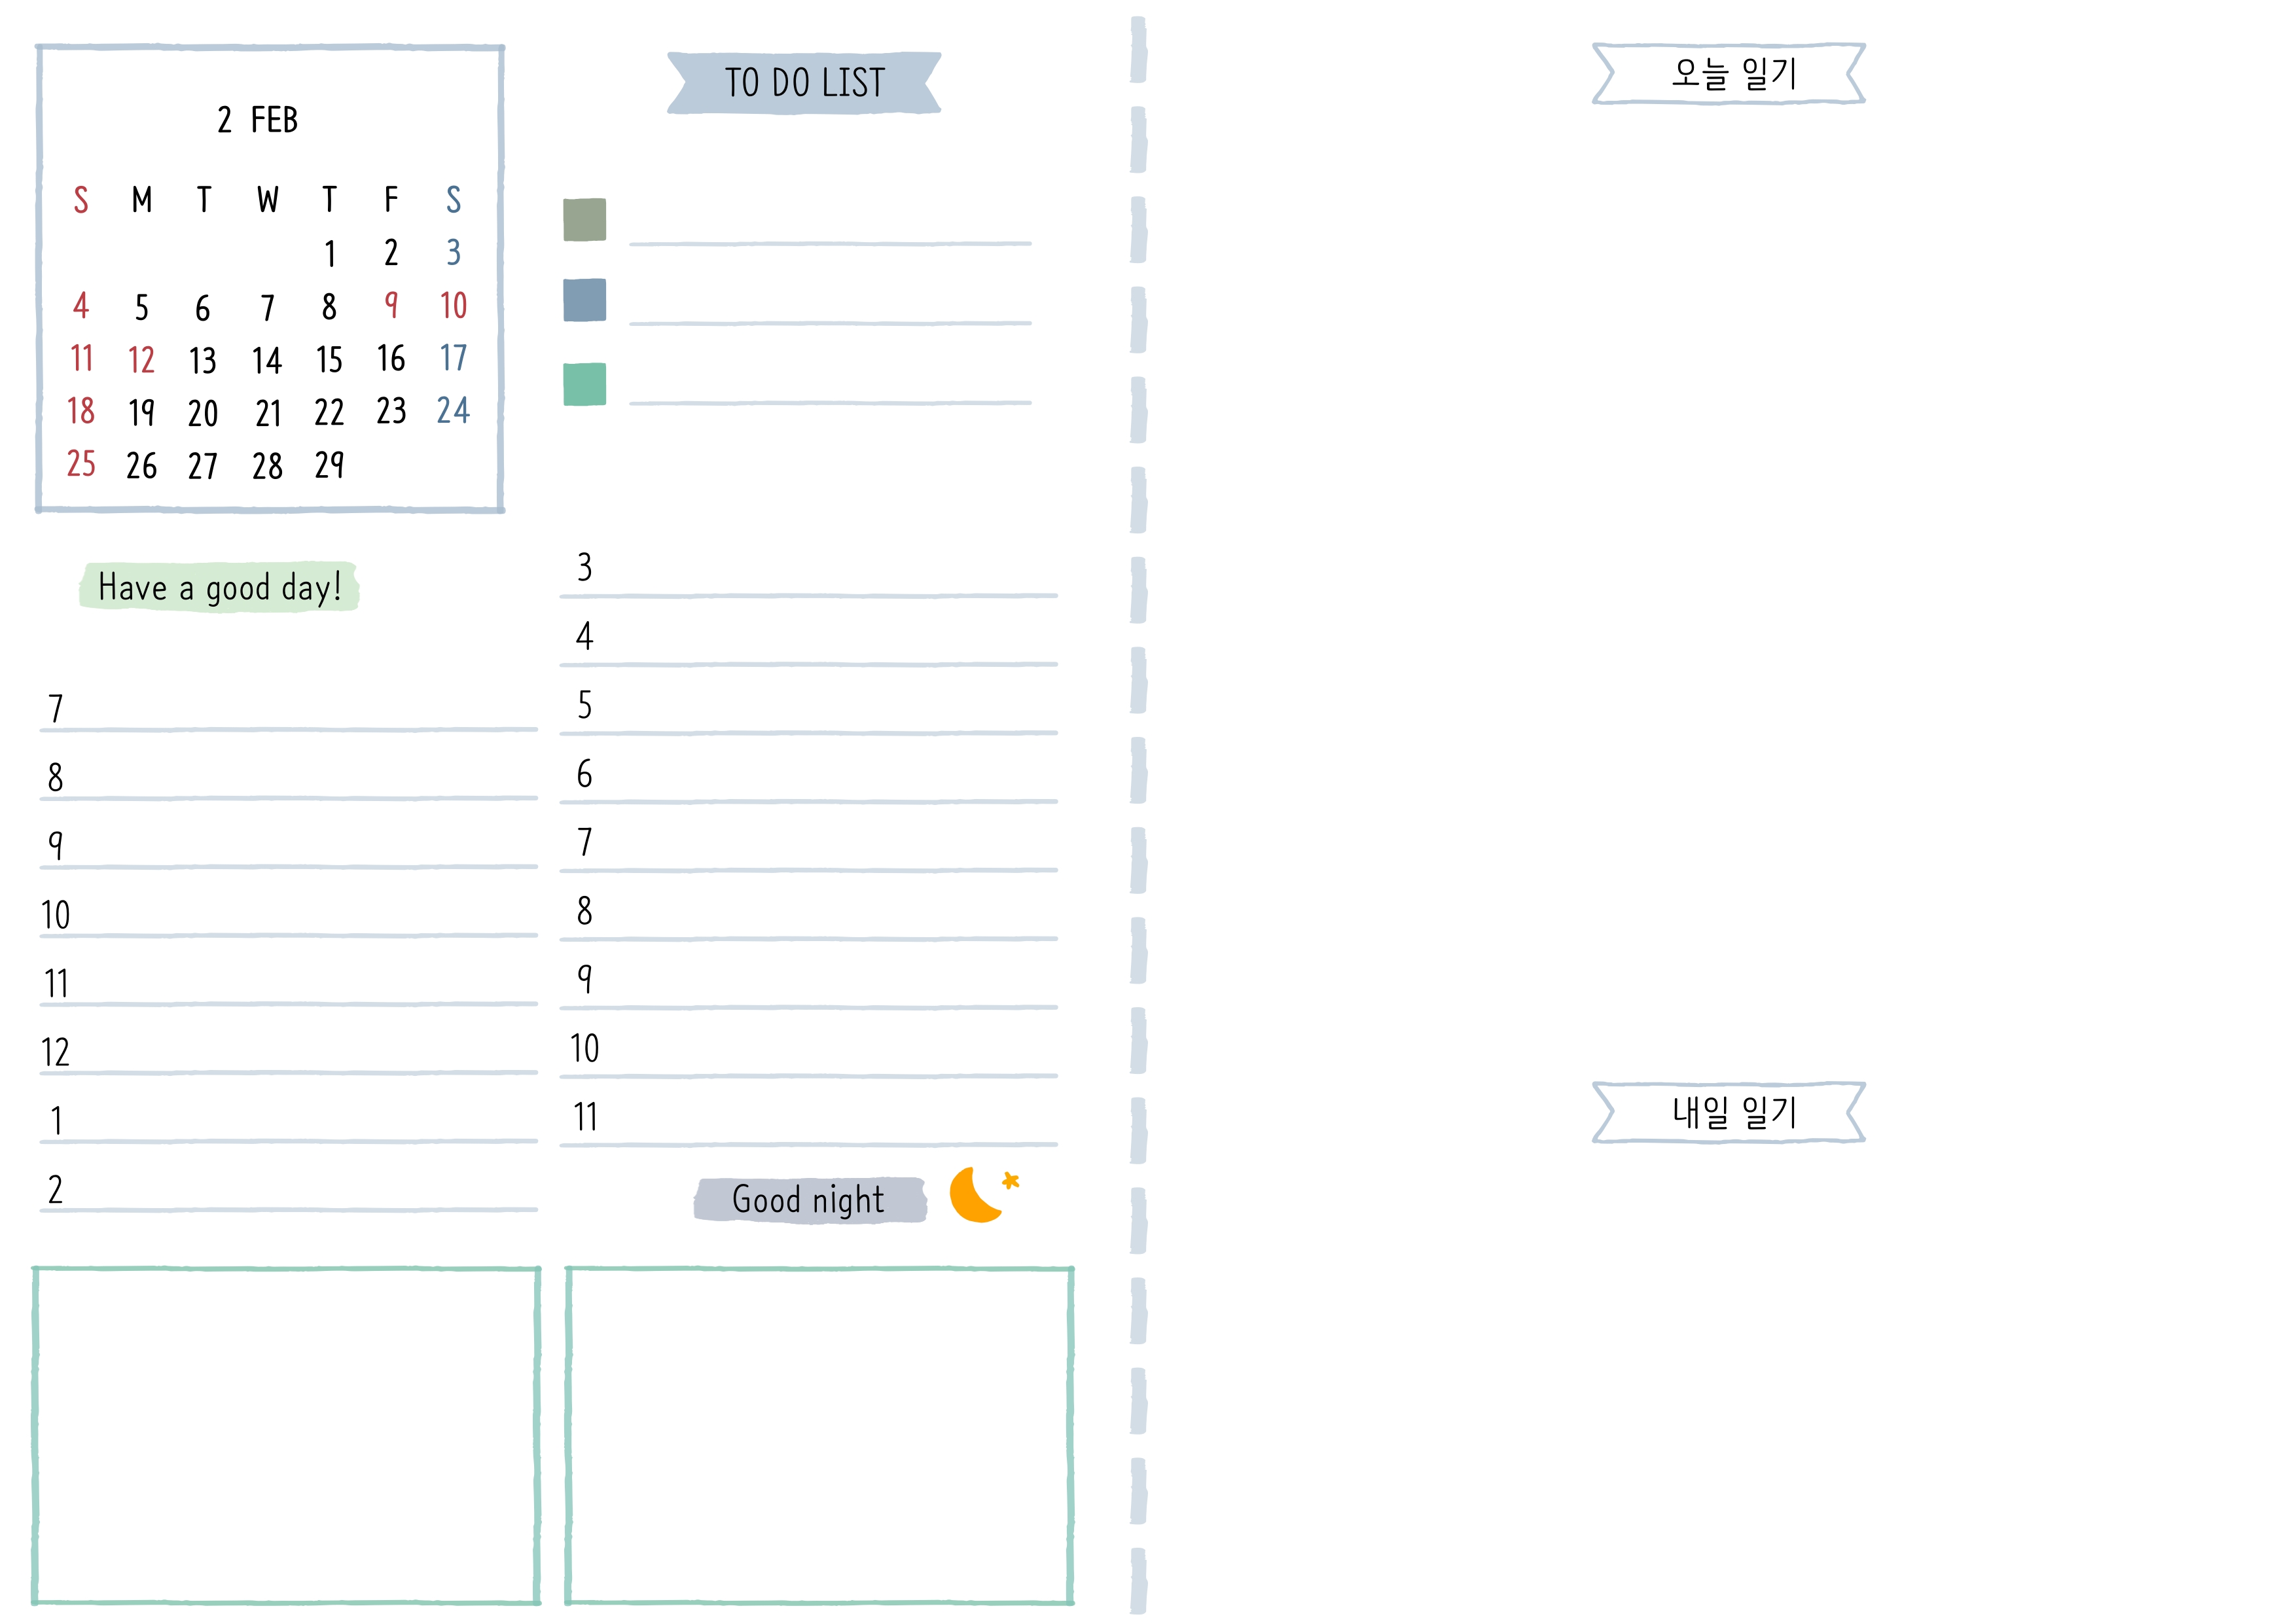 2 FEB
S M T W T F S
1 2 3
4 5 6 7 8 9 10
11 12 13 14 15 16 17
18 19 20 21 22 23 24
25 26 27 28 29
TO DO LIST
Have a good day!
7
8
9
10
11
12
1
2
3
4
5
6
7
8
9
10
11
Good night
오늘 일기
내일 일기